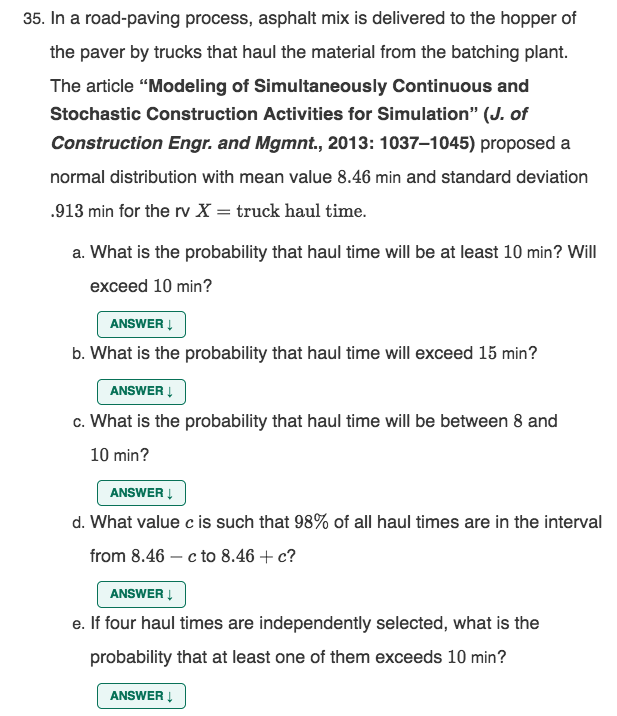 35. In a road-paving process, asphalt mix is delivered to the hopper of
the paver by trucks that haul the material from the batching plant.
The article “Modeling of Simultaneously Continuous and
Stochastic Construction Activities for Simulation” (J. of
Construction Engr. and Mgmnt., 2013: 1037–1045) proposed a
normal distribution with mean value 8.46 min and standard deviation
.913 min for the rv X = truck haul time.
a. What is the probability that haul time will be at least 10 min? Will
exceed 10 min?
ANSWER ↓
b. What is the probability that haul time will exceed 15 min?
ANSWER ↓
c. What is the probability that haul time will be between 8 and
10 min?
ANSWER ↓
d. What value c is such that 98% of all haul times are in the interval
from 8.46 − c to 8.46 + c?
ANSWER ↓
e. If four haul times are independently selected, what is the
probability that at least one of them exceeds 10 min?
ANSWER ↓